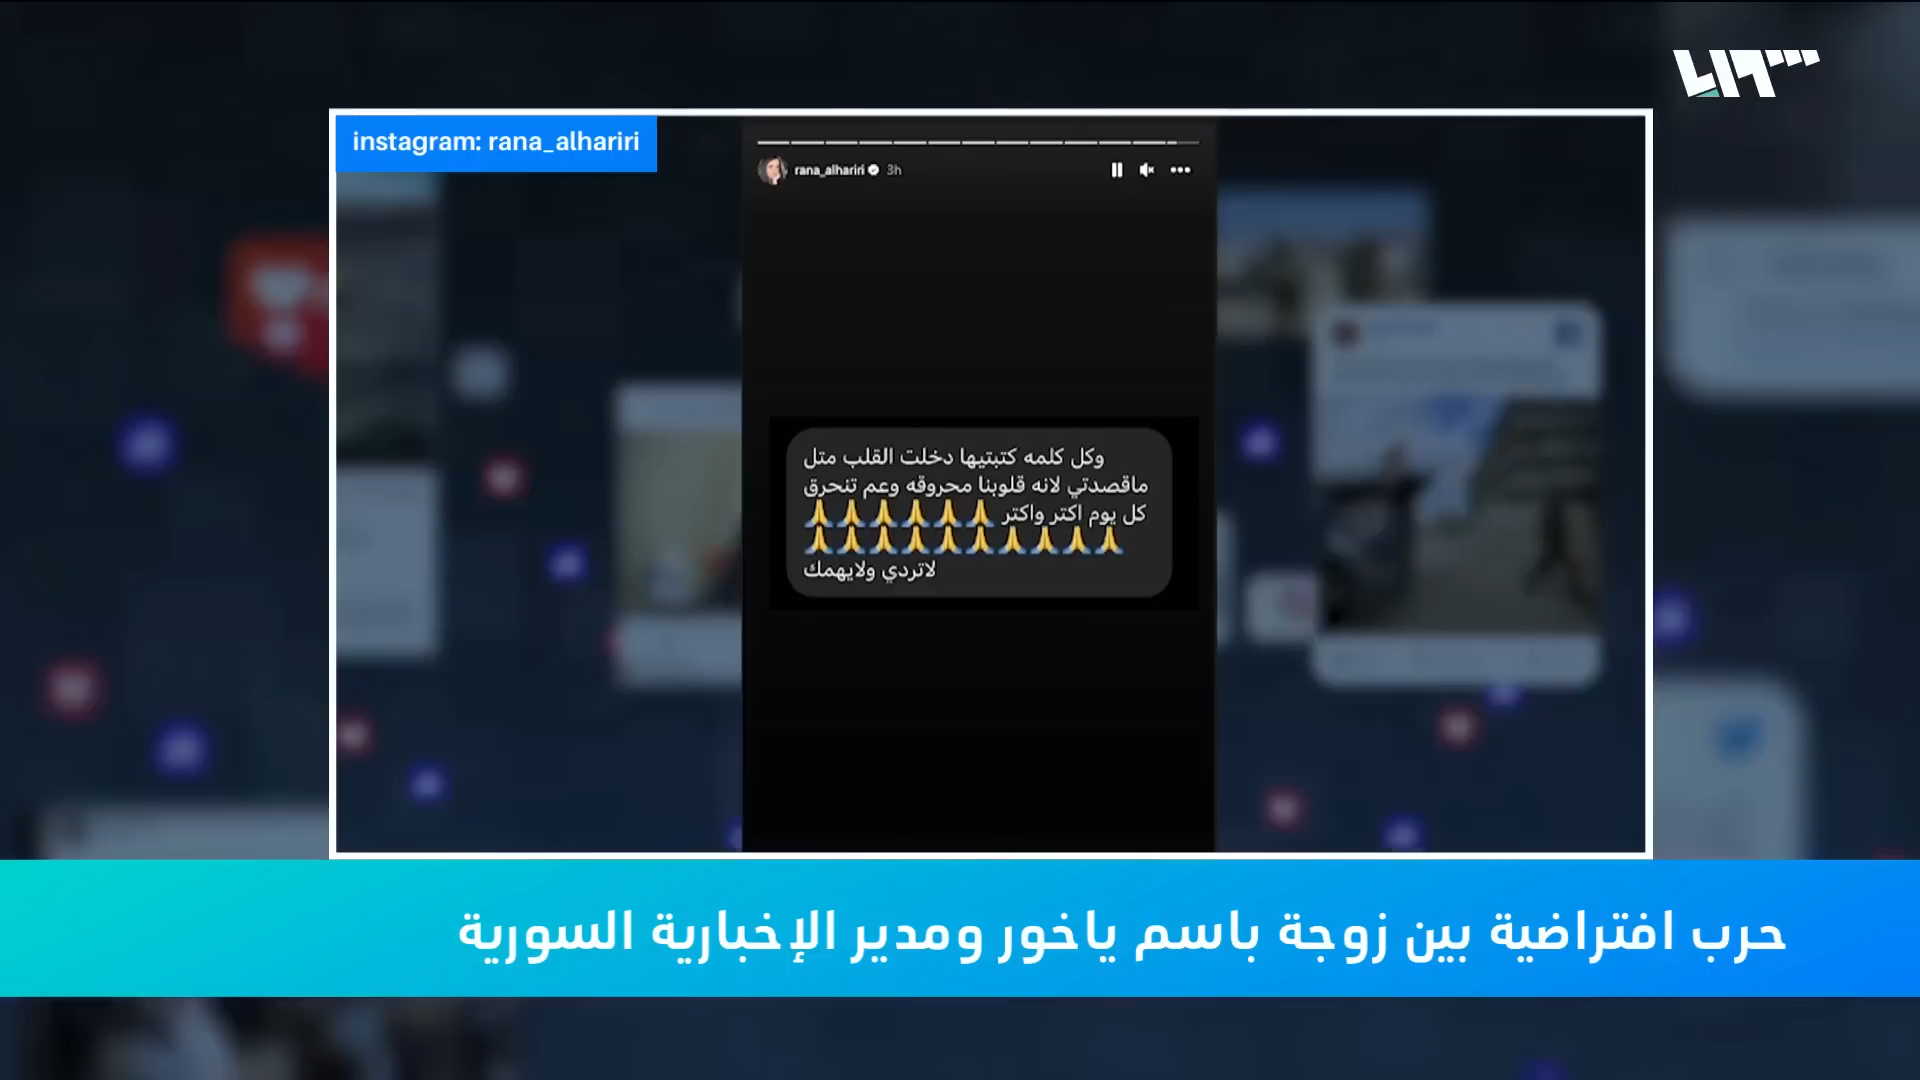 سوريا
instagram: rana_alhariri
rana_alhariri 3h
وكل كلمه كتبتيها دخلت القلب متل
ماقصدتي لانه قلوبنا محروقه وعم تنحرق
كل يوم اكتر واكتر 🙏🙏🙏🙏🙏🙏
🙏🙏🙏🙏🙏🙏🙏🙏🙏🙏
لاتردي ولايهمك
حرب افتراضية بين زوجة باسم ياخور ومدير الإخبارية السورية